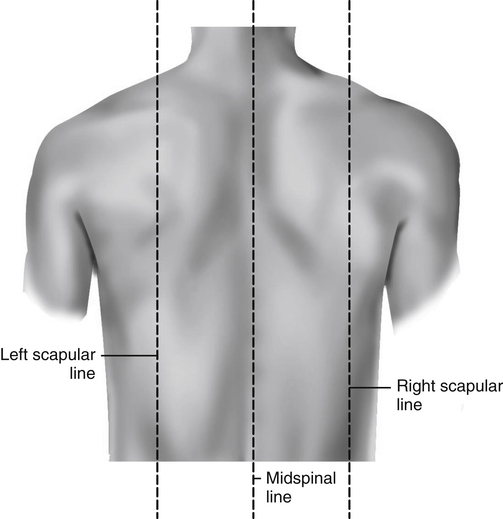 Left scapular
line
Right scapular
line
Midspinal
line